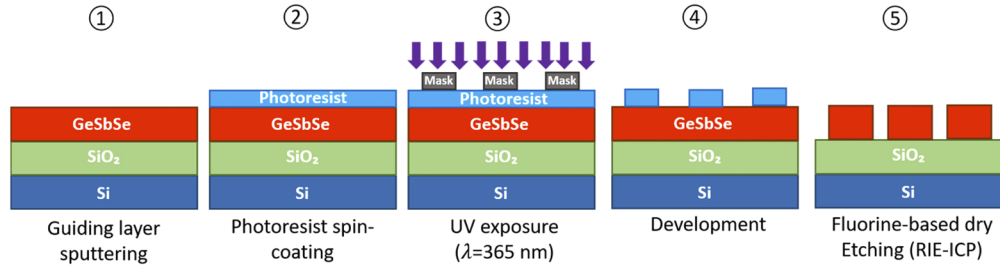 ① ② ③ ④ ⑤
Mask Mask Mask
Photoresist Photoresist
GeSbSe GeSbSe GeSbSe GeSbSe
SiO₂ SiO₂ SiO₂ SiO₂ SiO₂
Si Si Si Si Si
Guiding layer
sputtering
Photoresist spin-
coating
UV exposure
(λ=365 nm)
Development
Fluorine-based dry
Etching (RIE-ICP)